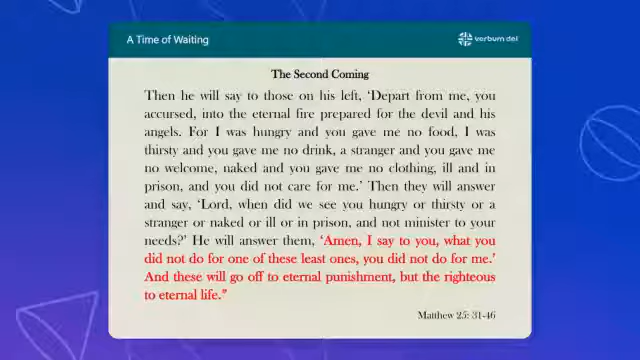 A Time of Waiting
verbum dei
The Second Coming
Then he will say to those on his left, ‘Depart from me, you
accursed, into the eternal fire prepared for the devil and his
angels. For I was hungry and you gave me no food, I was
thirsty and you gave me no drink, a stranger and you gave me
no welcome, naked and you gave me no clothing, ill and in
prison, and you did not care for me.’ Then they will answer
and say, ‘Lord, when did we see you hungry or thirsty or a
stranger or naked or ill or in prison, and not minister to your
needs?’ He will answer them, ‘Amen, I say to you, what you
did not do for one of these least ones, you did not do for me.’
And these will go off to eternal punishment, but the righteous
to eternal life.”
Matthew 25: 31-46